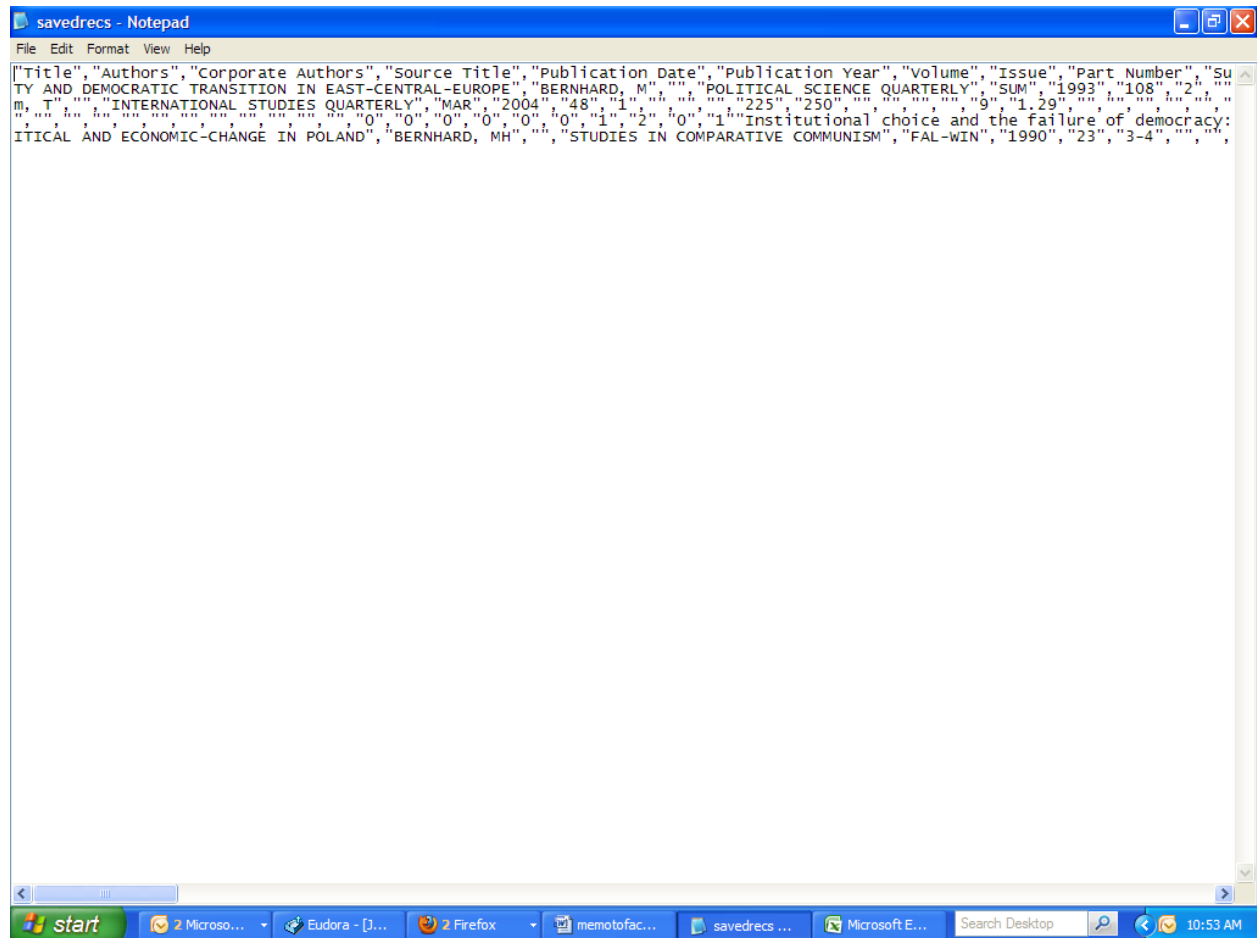 savedrecs - Notepad
File Edit Format View Help
"Title","Authors","Corporate Authors","Source Title","Publication Date","Publication Year","Volume","Issue","Part Number","Su
TY AND DEMOCRATIC TRANSITION IN EAST-CENTRAL-EUROPE","BERNHARD, M","","POLITICAL SCIENCE QUARTERLY","SUM","1993","108","2",""
m, T","","INTERNATIONAL STUDIES QUARTERLY","MAR","2004","48","1","","","","225","250","","","","","9","1.29","","","","","","
","","","","","","","","","","","","0","0","0","0","0","1","2","0","1""Institutional choice and the failure of democracy:
ITICAL AND ECONOMIC-CHANGE IN POLAND","BERNHARD, MH","","STUDIES IN COMPARATIVE COMMUNISM","FAL-WIN","1990","23","3-4","","",
start 2 Microso... Eudora - [J... 2 Firefox memotofac... savedrecs ... Microsoft E... Search Desktop 10:53 AM